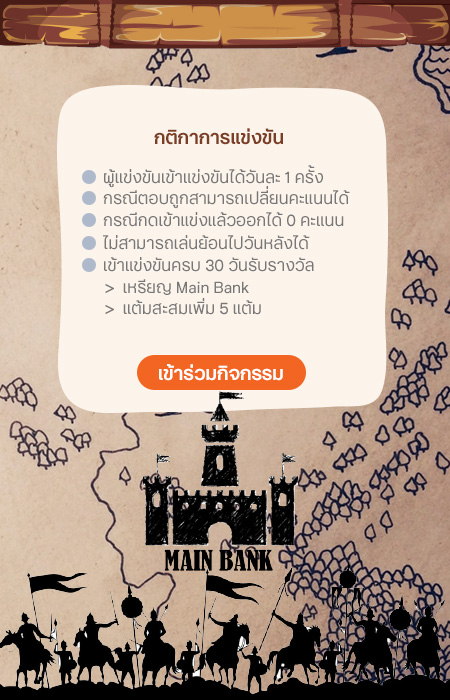 กติกาการแข่งขัน
ผู้แข่งขันเข้าแข่งขันได้วันละ 1 ครั้ง
กรณีตอบถูกสามารถเปลี่ยนคะแนนได้
กรณีกดเข้าแข่งแล้วออกได้ 0 คะแนน
ไม่สามารถเล่นย้อนไปวันหลังได้
เข้าแข่งขันครบ 30 วันรับรางวัล
> เหรียญ Main Bank
> แต้มสะสมเพิ่ม 5 แต้ม
เข้าร่วมกิจกรรม
MAIN BANK